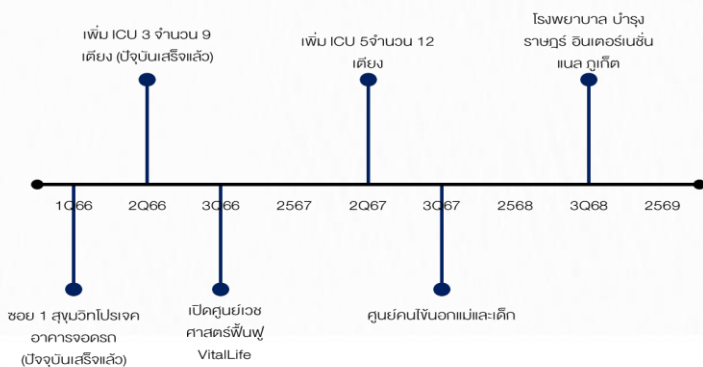 เพิ่ม ICU 3 จำนวน 9
เตียง (ปัจุบันเสร็จแล้ว)
เพิ่ม ICU 5จำนวน 12
เตียง
โรงพยาบาล บำรุง
ราษฎร์ อินเตอร์เนชั่น
แนล ภูเก็ต
1Q66 2Q66 3Q66 2567 2Q67 3Q67 2568 3Q68 2569
ซอย 1 สุขุมวิทโปรเจค
อาคารจอดรถ
(ปัจจุบันเสร็จแล้ว)
เปิดศูนย์เวช
ศาสตร์ฟื้นฟู
VitalLife
ศูนย์คนไข้นอกแม่และเด็ก